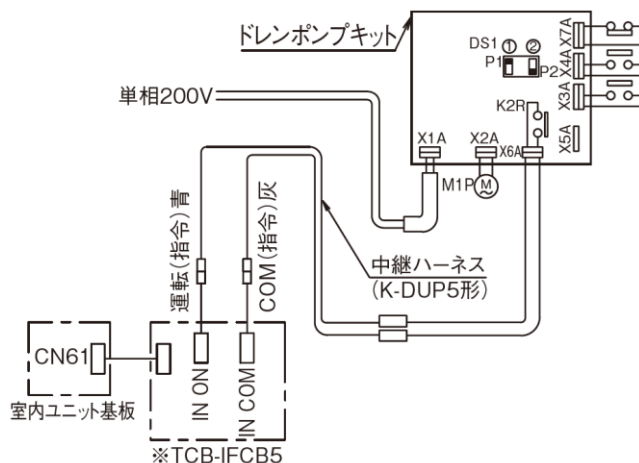 ドレンポンプキット
DS1 ① ②
P1 P2
X7A
X4A
X3A
X5A
K2R
単相200V
X1A X2A X6A
M1P M
運転(指令)青
COM(指令)灰
中継ハーネス
(K-DUP5形)
CN61
IN ON
IN COM
室内ユニット基板
※TCB-IFCB5